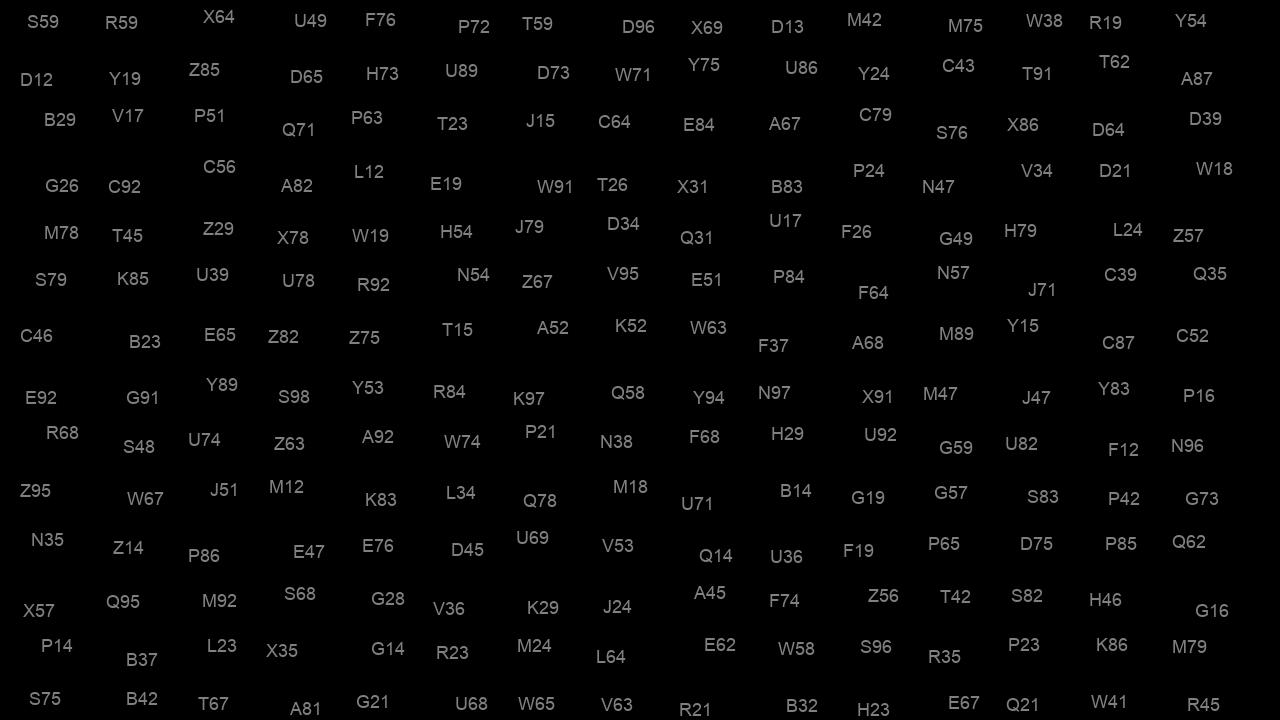 S59 R59 X64 U49 F76 P72 T59 D96 X69 D13 M42 M75 W38 R19 Y54
D12 Y19 Z85 D65 H73 U89 D73 W71 Y75 U86 Y24 C43 T91 T62 A87
B29 V17 P51 Q71 P63 T23 J15 C64 E84 A67 C79 S76 X86 D64 D39
G26 C92 C56 A82 L12 E19 W91 T26 X31 B83 P24 N47 V34 D21 W18
M78 T45 Z29 X78 W19 H54 J79 D34 Q31 U17 F26 G49 H79 L24 Z57
S79 K85 U39 U78 R92 N54 Z67 V95 E51 P84 F64 N57 J71 C39 Q35
C46 B23 E65 Z82 Z75 T15 A52 K52 W63 F37 A68 M89 Y15 C87 C52
E92 G91 Y89 S98 Y53 R84 K97 Q58 Y94 N97 X91 M47 J47 Y83 P16
R68 S48 U74 Z63 A92 W74 P21 N38 F68 H29 U92 G59 U82 F12 N96
Z95 W67 J51 M12 K83 L34 Q78 M18 U71 B14 G19 G57 S83 P42 G73
N35 Z14 P86 E47 E76 D45 U69 V53 Q14 U36 F19 P65 D75 P85 Q62
X57 Q95 M92 S68 G28 V36 K29 J24 A45 F74 Z56 T42 S82 H46 G16
P14 B37 L23 X35 G14 R23 M24 L64 E62 W58 S96 R35 P23 K86 M79
S75 B42 T67 A81 G21 U68 W65 V63 R21 B32 H23 E67 Q21 W41 R45